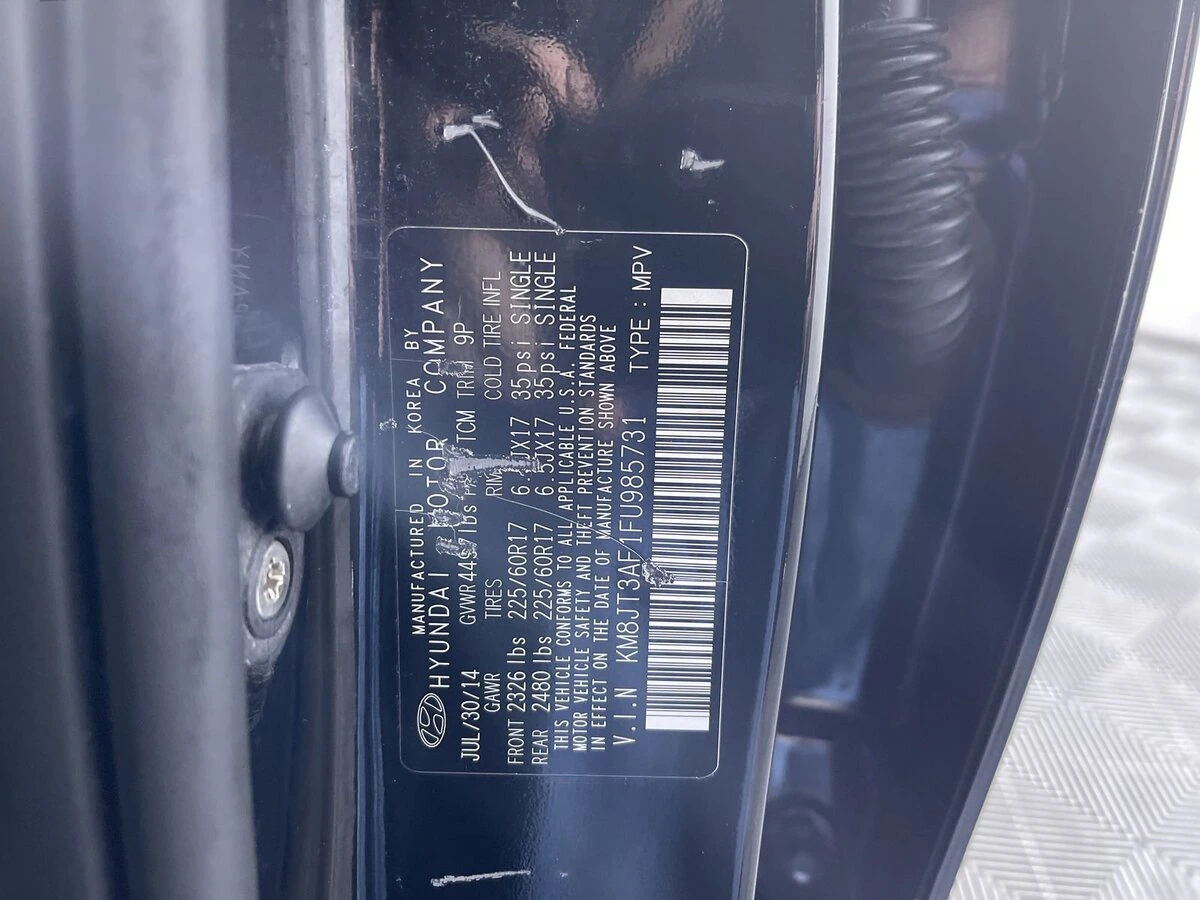 MANUFACTURED IN KOREA BY
HYUNDAI MOTOR COMPANY
JUL/30/14 TCM TRIM 9P
GAWR TIRES RIM COLD TIRE INFL
FRONT 2326 lbs 225/60R17 6.5JX17 35psi SINGLE
REAR 2480 lbs 225/60R17 6.5JX17 35psi SINGLE
THIS VEHICLE CONFORMS TO ALL APPLICABLE U.S.A. FEDERAL
MOTOR VEHICLE SAFETY AND THEFT PREVENTION STANDARDS
IN EFFECT ON THE DATE OF MANUFACTURE SHOWN ABOVE
V.I.N KM8JT3AF1FU985731 TYPE : MPV